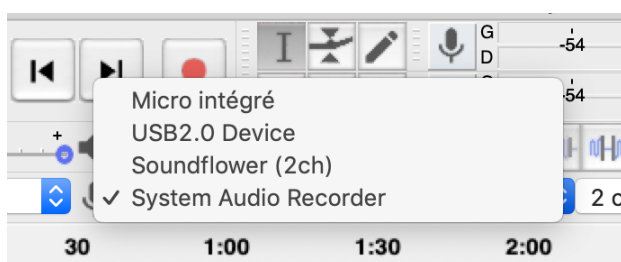 G
D
-54
-54
Micro intégré
USB2.0 Device
Soundflower (2ch)
System Audio Recorder
2
30
1:00
1:30
2:00